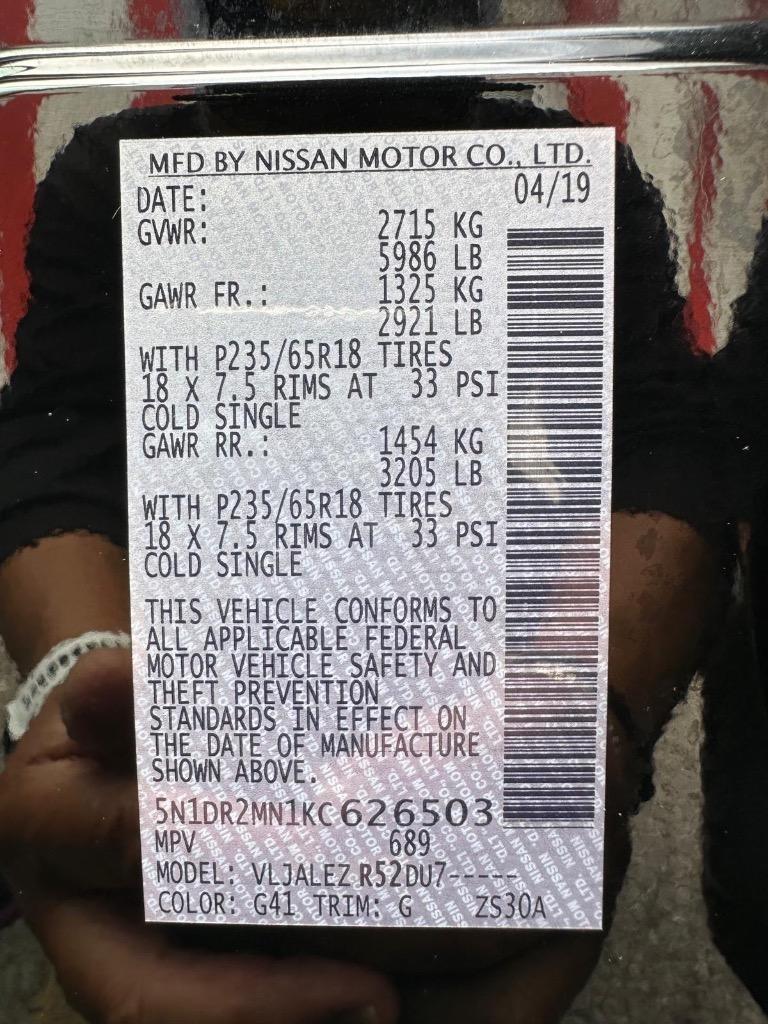 MFD BY NISSAN MOTOR CO., LTD.
DATE: 04/19
GVWR: 2715 KG
5986 LB
GAWR FR.: 1325 KG
2921 LB
WITH P235/65R18 TIRES
18 X 7.5 RIMS AT 33 PSI
COLD SINGLE
GAWR RR.: 1454 KG
3205 LB
WITH P235/65R18 TIRES
18 X 7.5 RIMS AT 33 PSI
COLD SINGLE
THIS VEHICLE CONFORMS TO
ALL APPLICABLE FEDERAL
MOTOR VEHICLE SAFETY AND
THEFT PREVENTION
STANDARDS IN EFFECT ON
THE DATE OF MANUFACTURE
SHOWN ABOVE.
5N1DR2MN1KC626503
MPV 689
MODEL: VLJALEZ R52DU7-----
COLOR: G41 TRIM: G ZS30A